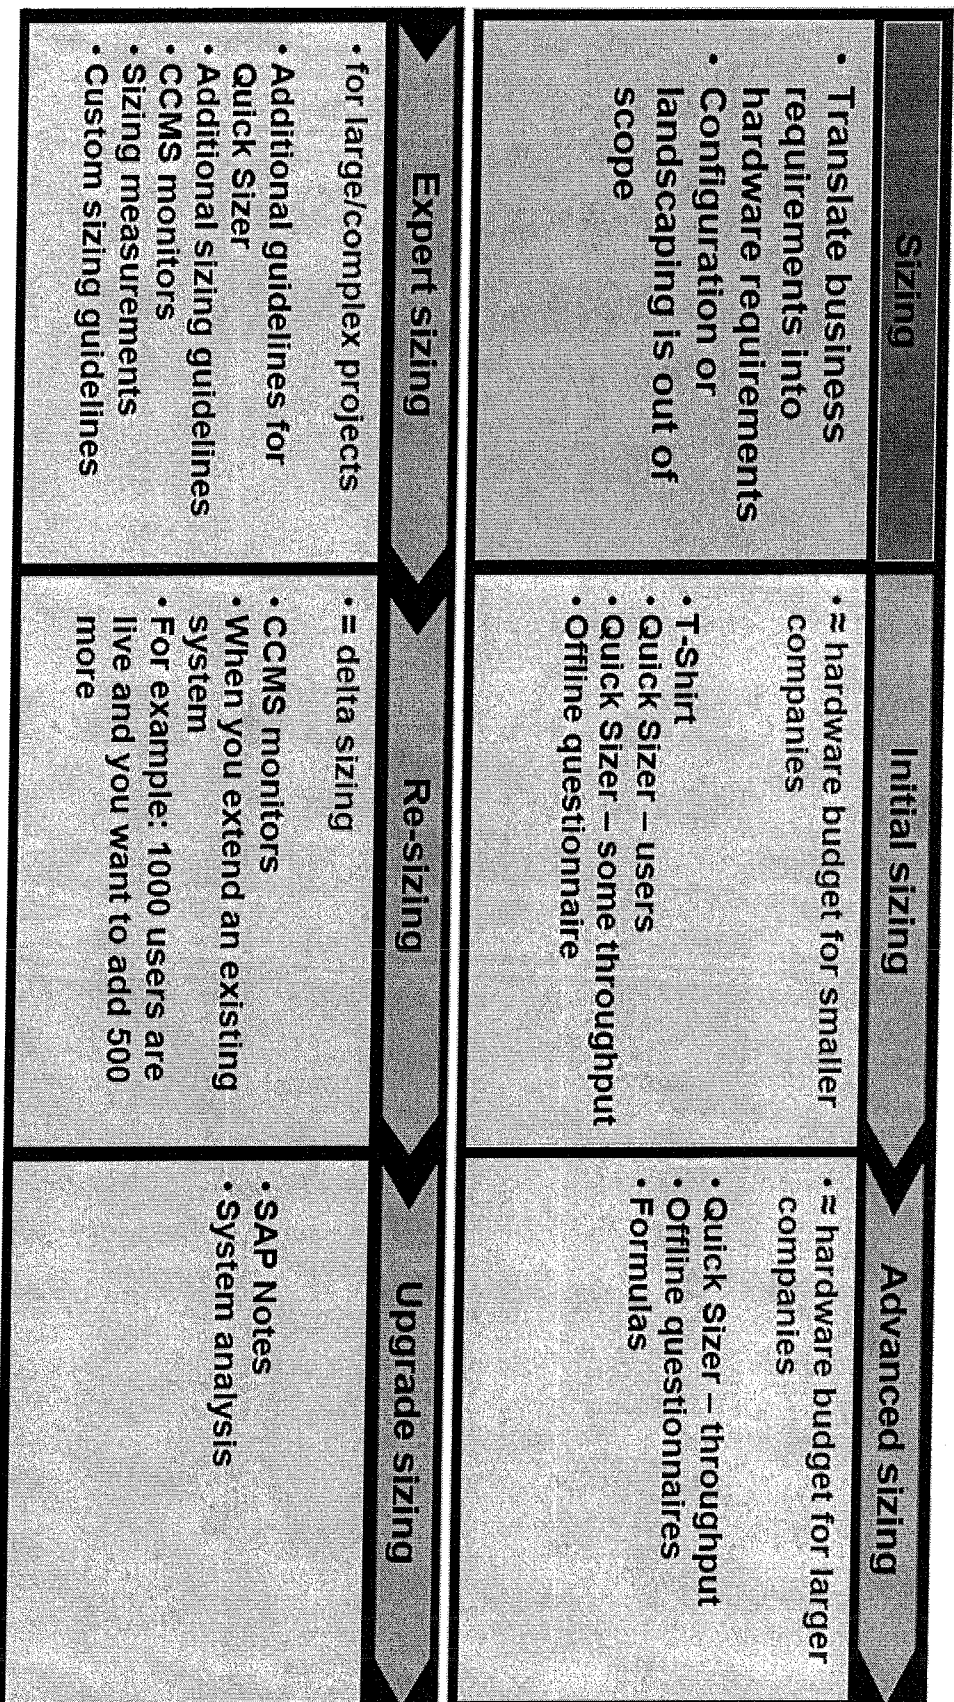 Sizing
• Translate business
requirements into
hardware requirements
• Configuration or
landscaping is out of
scope
Initial sizing
• ≈ hardware budget for smaller
companies
• T-Shirt
• Quick Sizer – users
• Quick Sizer – some throughput
• Offline questionnaire
Advanced sizing
• ≈ hardware budget for larger
companies
• Quick Sizer – throughput
• Offline questionnaires
• Formulas
Expert sizing
• for large/complex projects
• Additional guidelines for
Quick Sizer
• Additional sizing guidelines
• CCMS monitors
• Sizing measurements
• Custom sizing guidelines
Re-sizing
• = delta sizing
• CCMS monitors
• When you extend an existing
system
• For example: 1000 users are
live and you want to add 500
more
Upgrade sizing
• SAP Notes
• System analysis